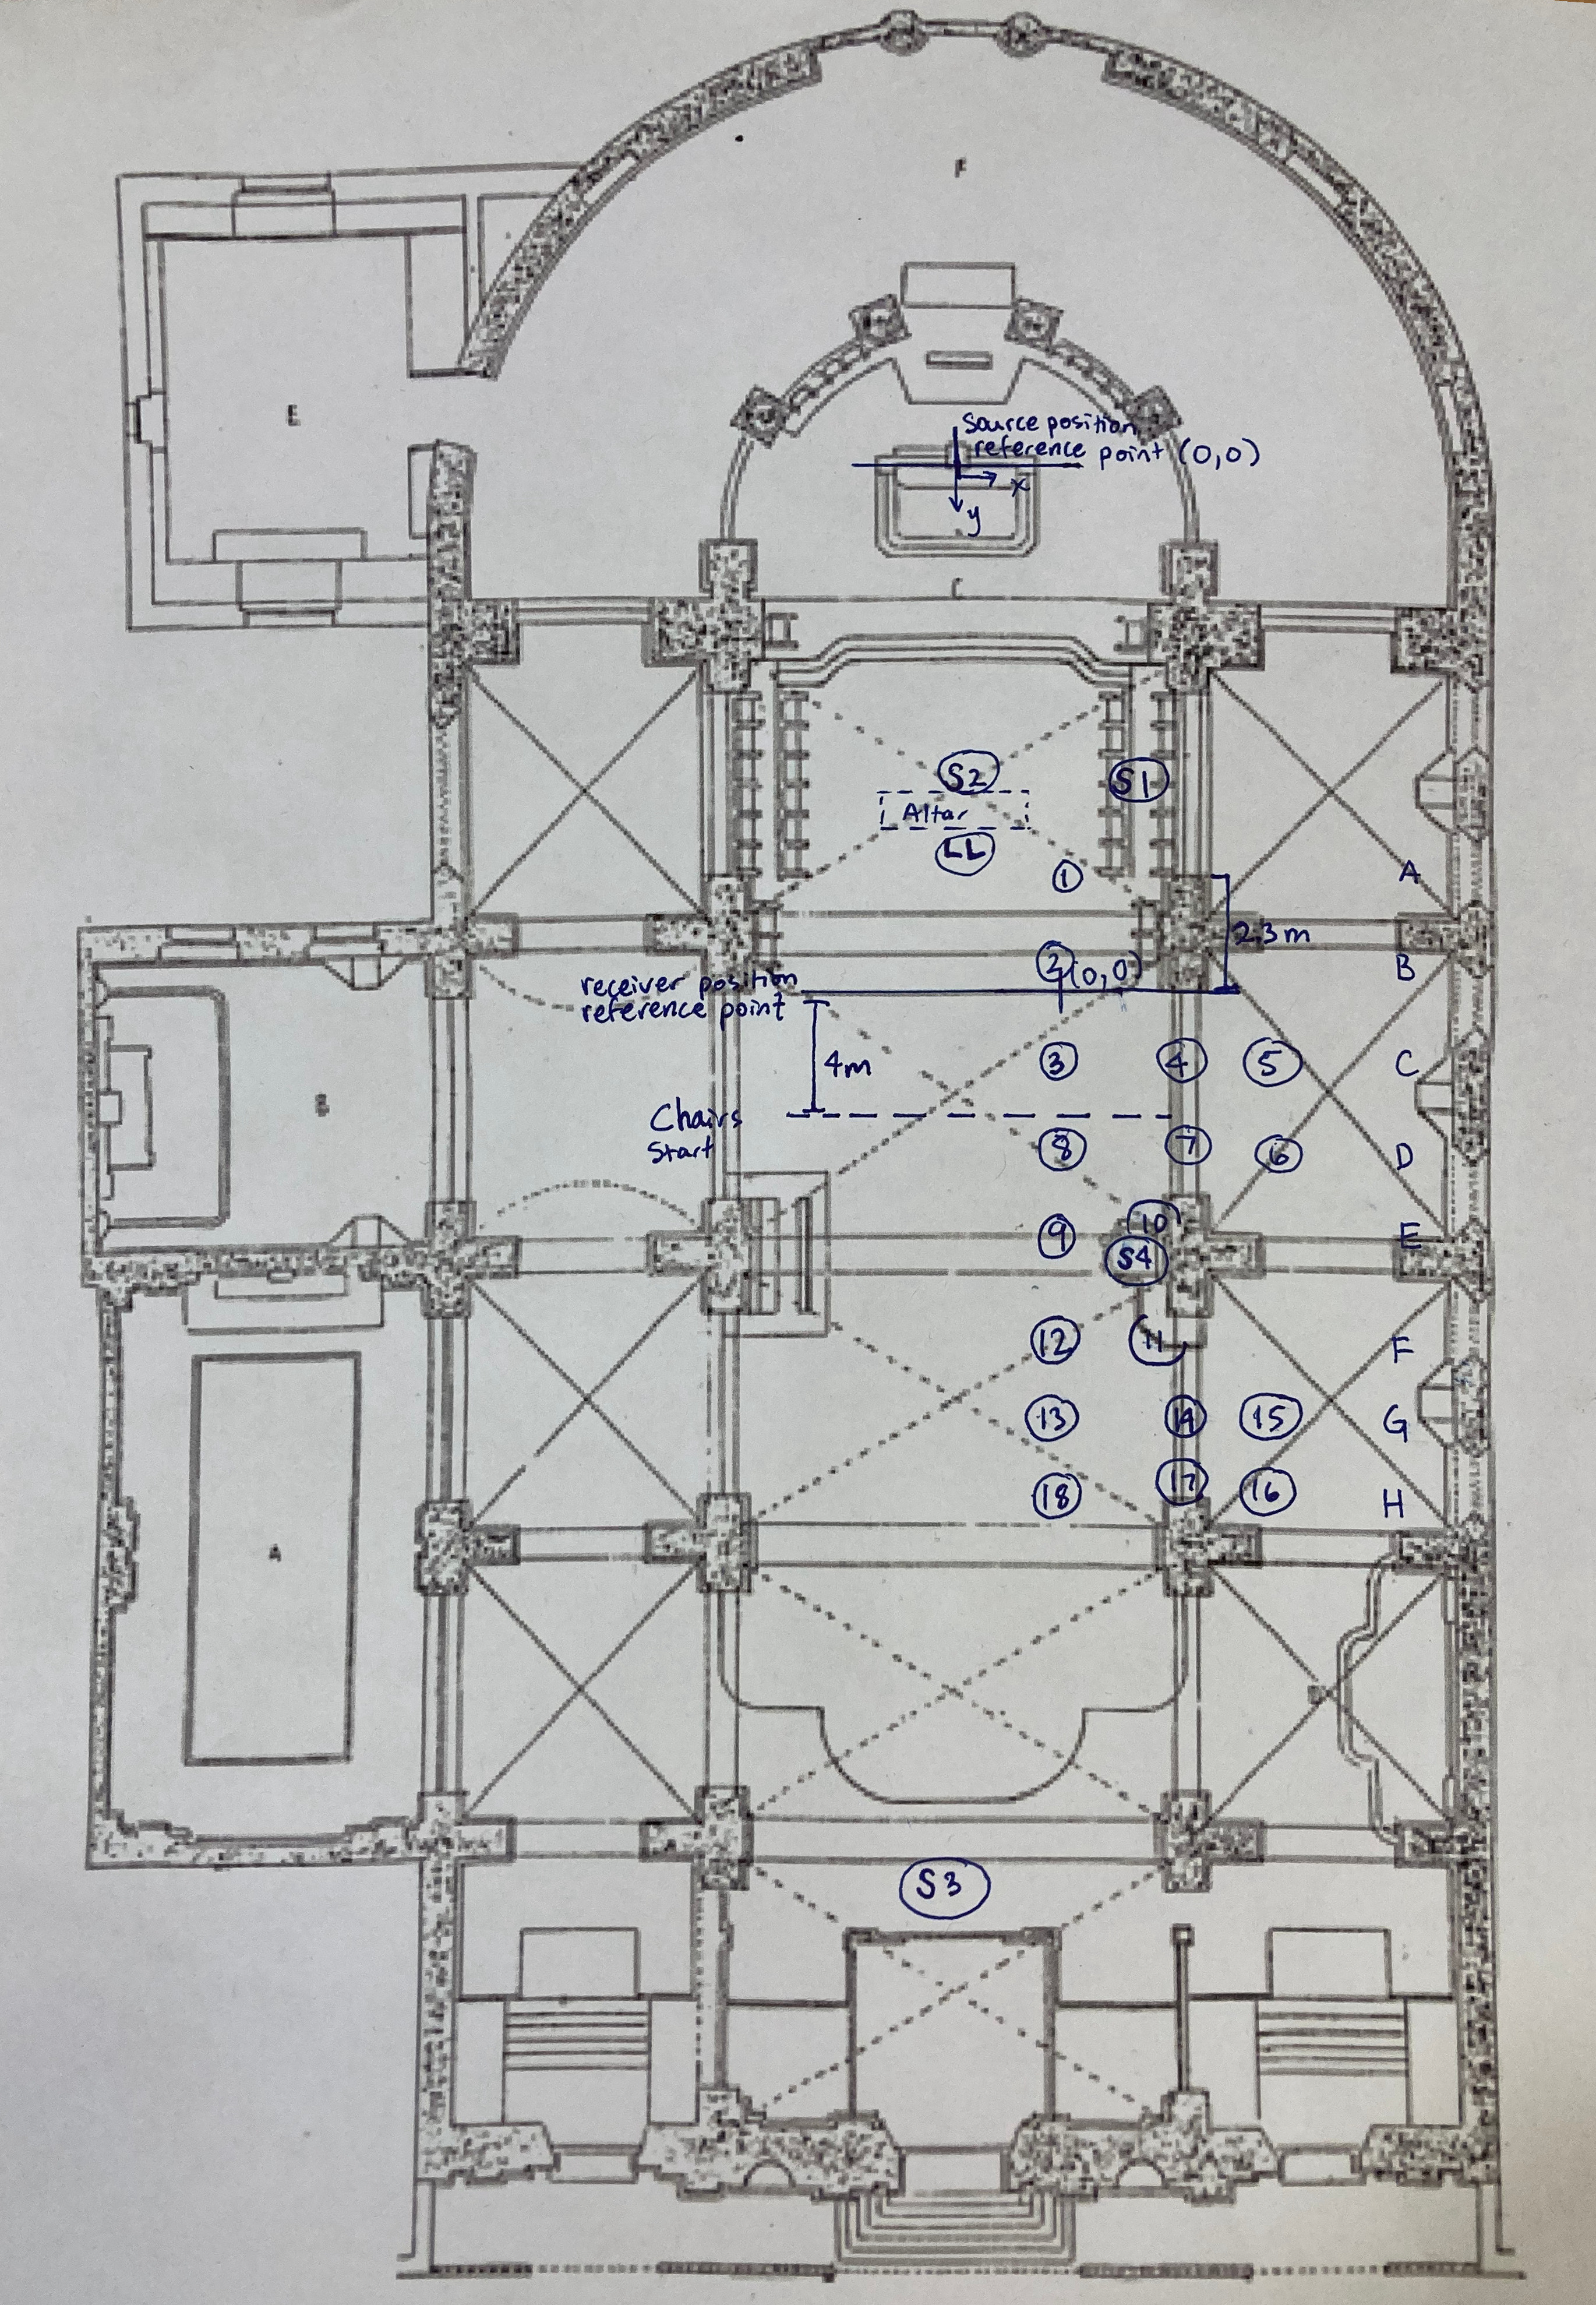 F
E
Source position
reference point (0,0)
x
y
C
S2
S1
Altar
LL
1
A
2.3m
2
(0,0)
B
receiver position
reference point
4m
3
4
5
C
B
Chairs
Start
8
7
6
D
10
9
S4
E
12
11
F
13
14
15
G
18
17
16
H
A
D
S3